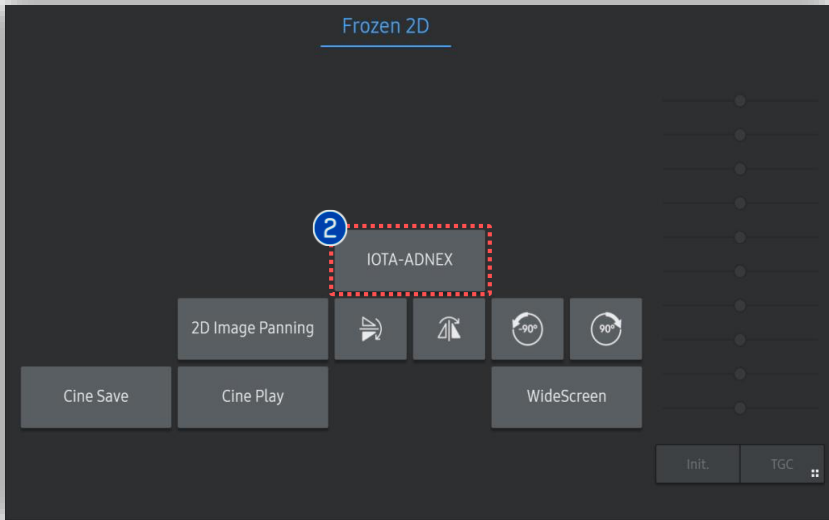 Frozen 2D
2
IOTA-ADNEX
2D Image Panning
-90°
90°
Cine Save
Cine Play
WideScreen
Init.
TGC